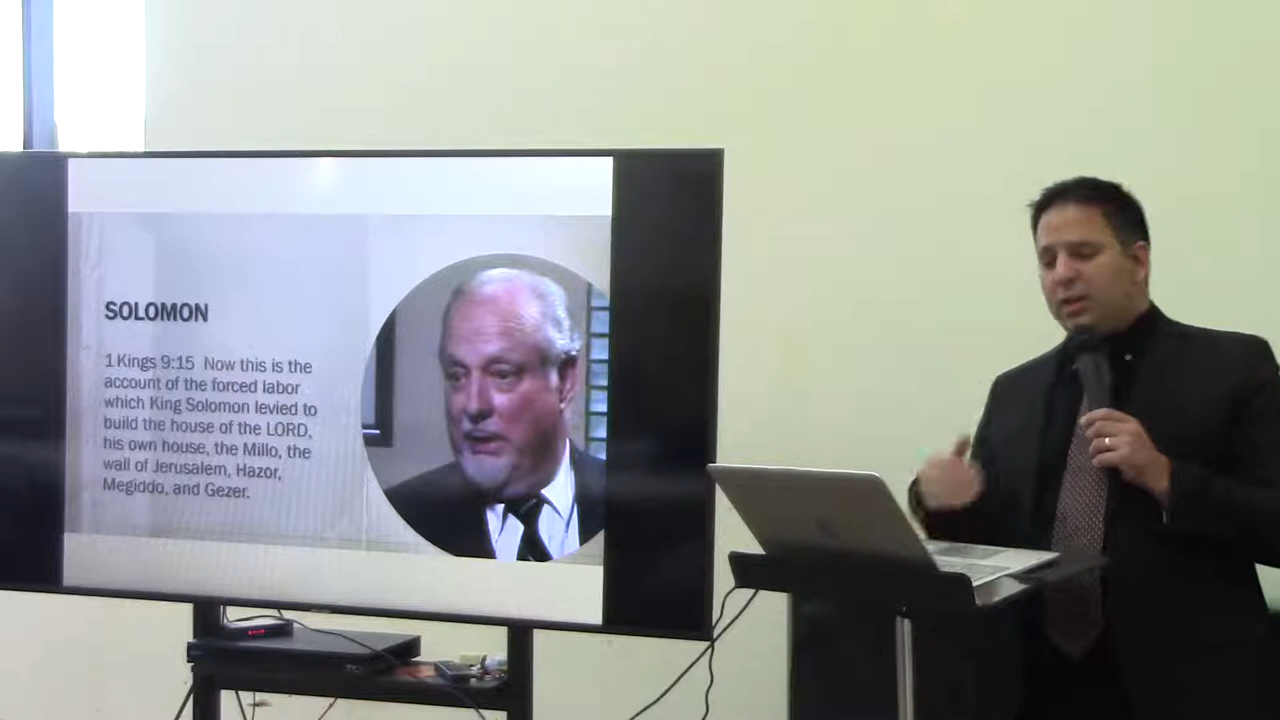 SOLOMON
1 Kings 9:15 Now this is the
account of the forced labor
which King Solomon levied to
build the house of the LORD,
his own house, the Millo, the
wall of Jerusalem, Hazor,
Megiddo, and Gezer.